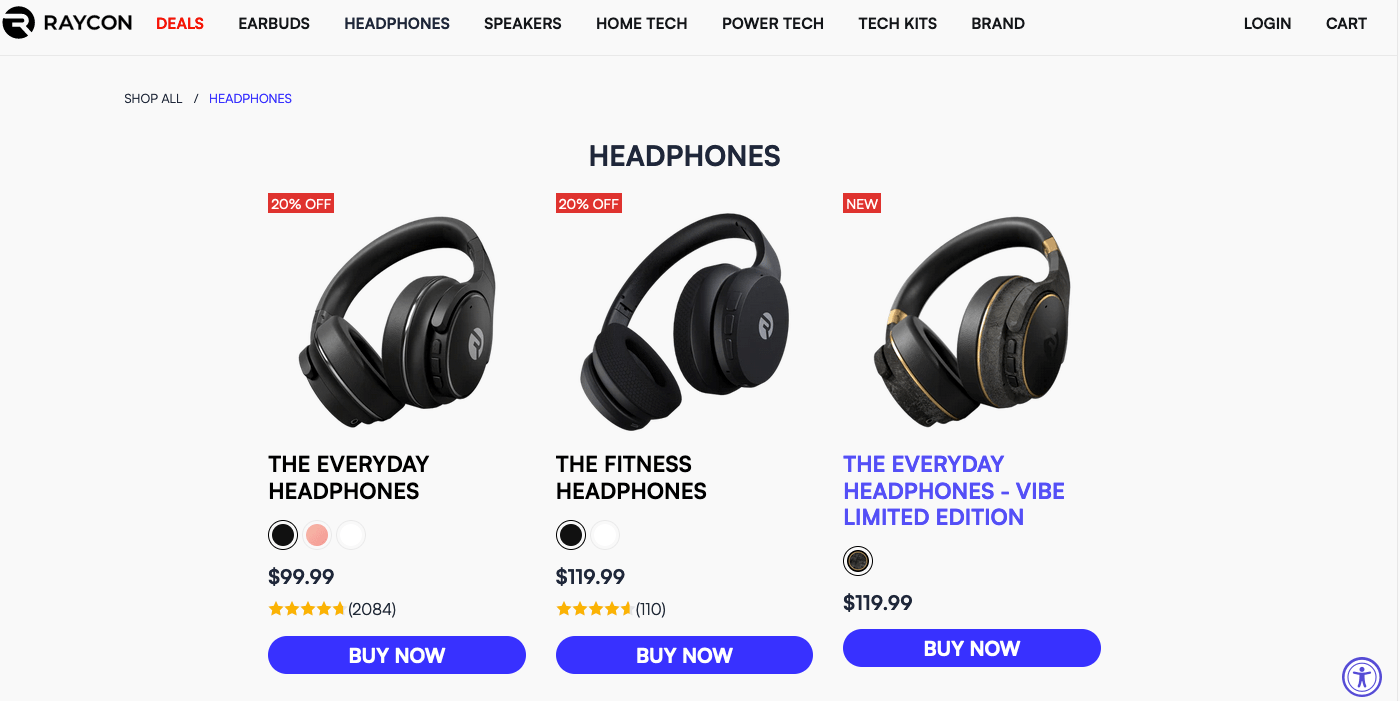 RAYCON DEALS EARBUDS HEADPHONES SPEAKERS HOME TECH POWER TECH TECH KITS BRAND LOGIN CART
SHOP ALL / HEADPHONES
HEADPHONES
20% OFF
THE EVERYDAY
HEADPHONES
$99.99
(2084)
BUY NOW
20% OFF
THE FITNESS
HEADPHONES
$119.99
(110)
BUY NOW
NEW
THE EVERYDAY
HEADPHONES - VIBE
LIMITED EDITION
$119.99
BUY NOW